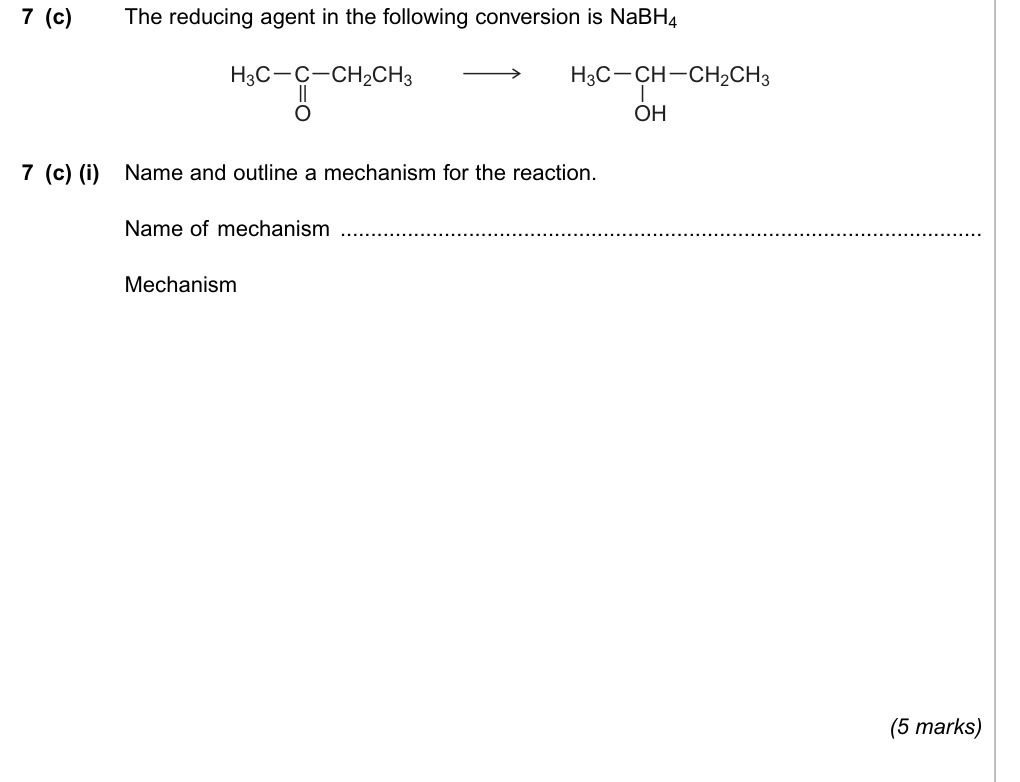 7 (c) The reducing agent in the following conversion is NaBH₄
H₃C—C—CH₂CH₃ ⟶ H₃C—CH—CH₂CH₃
O OH
7 (c) (i) Name and outline a mechanism for the reaction.
Name of mechanism ..........................................................................................................
Mechanism
(5 marks)